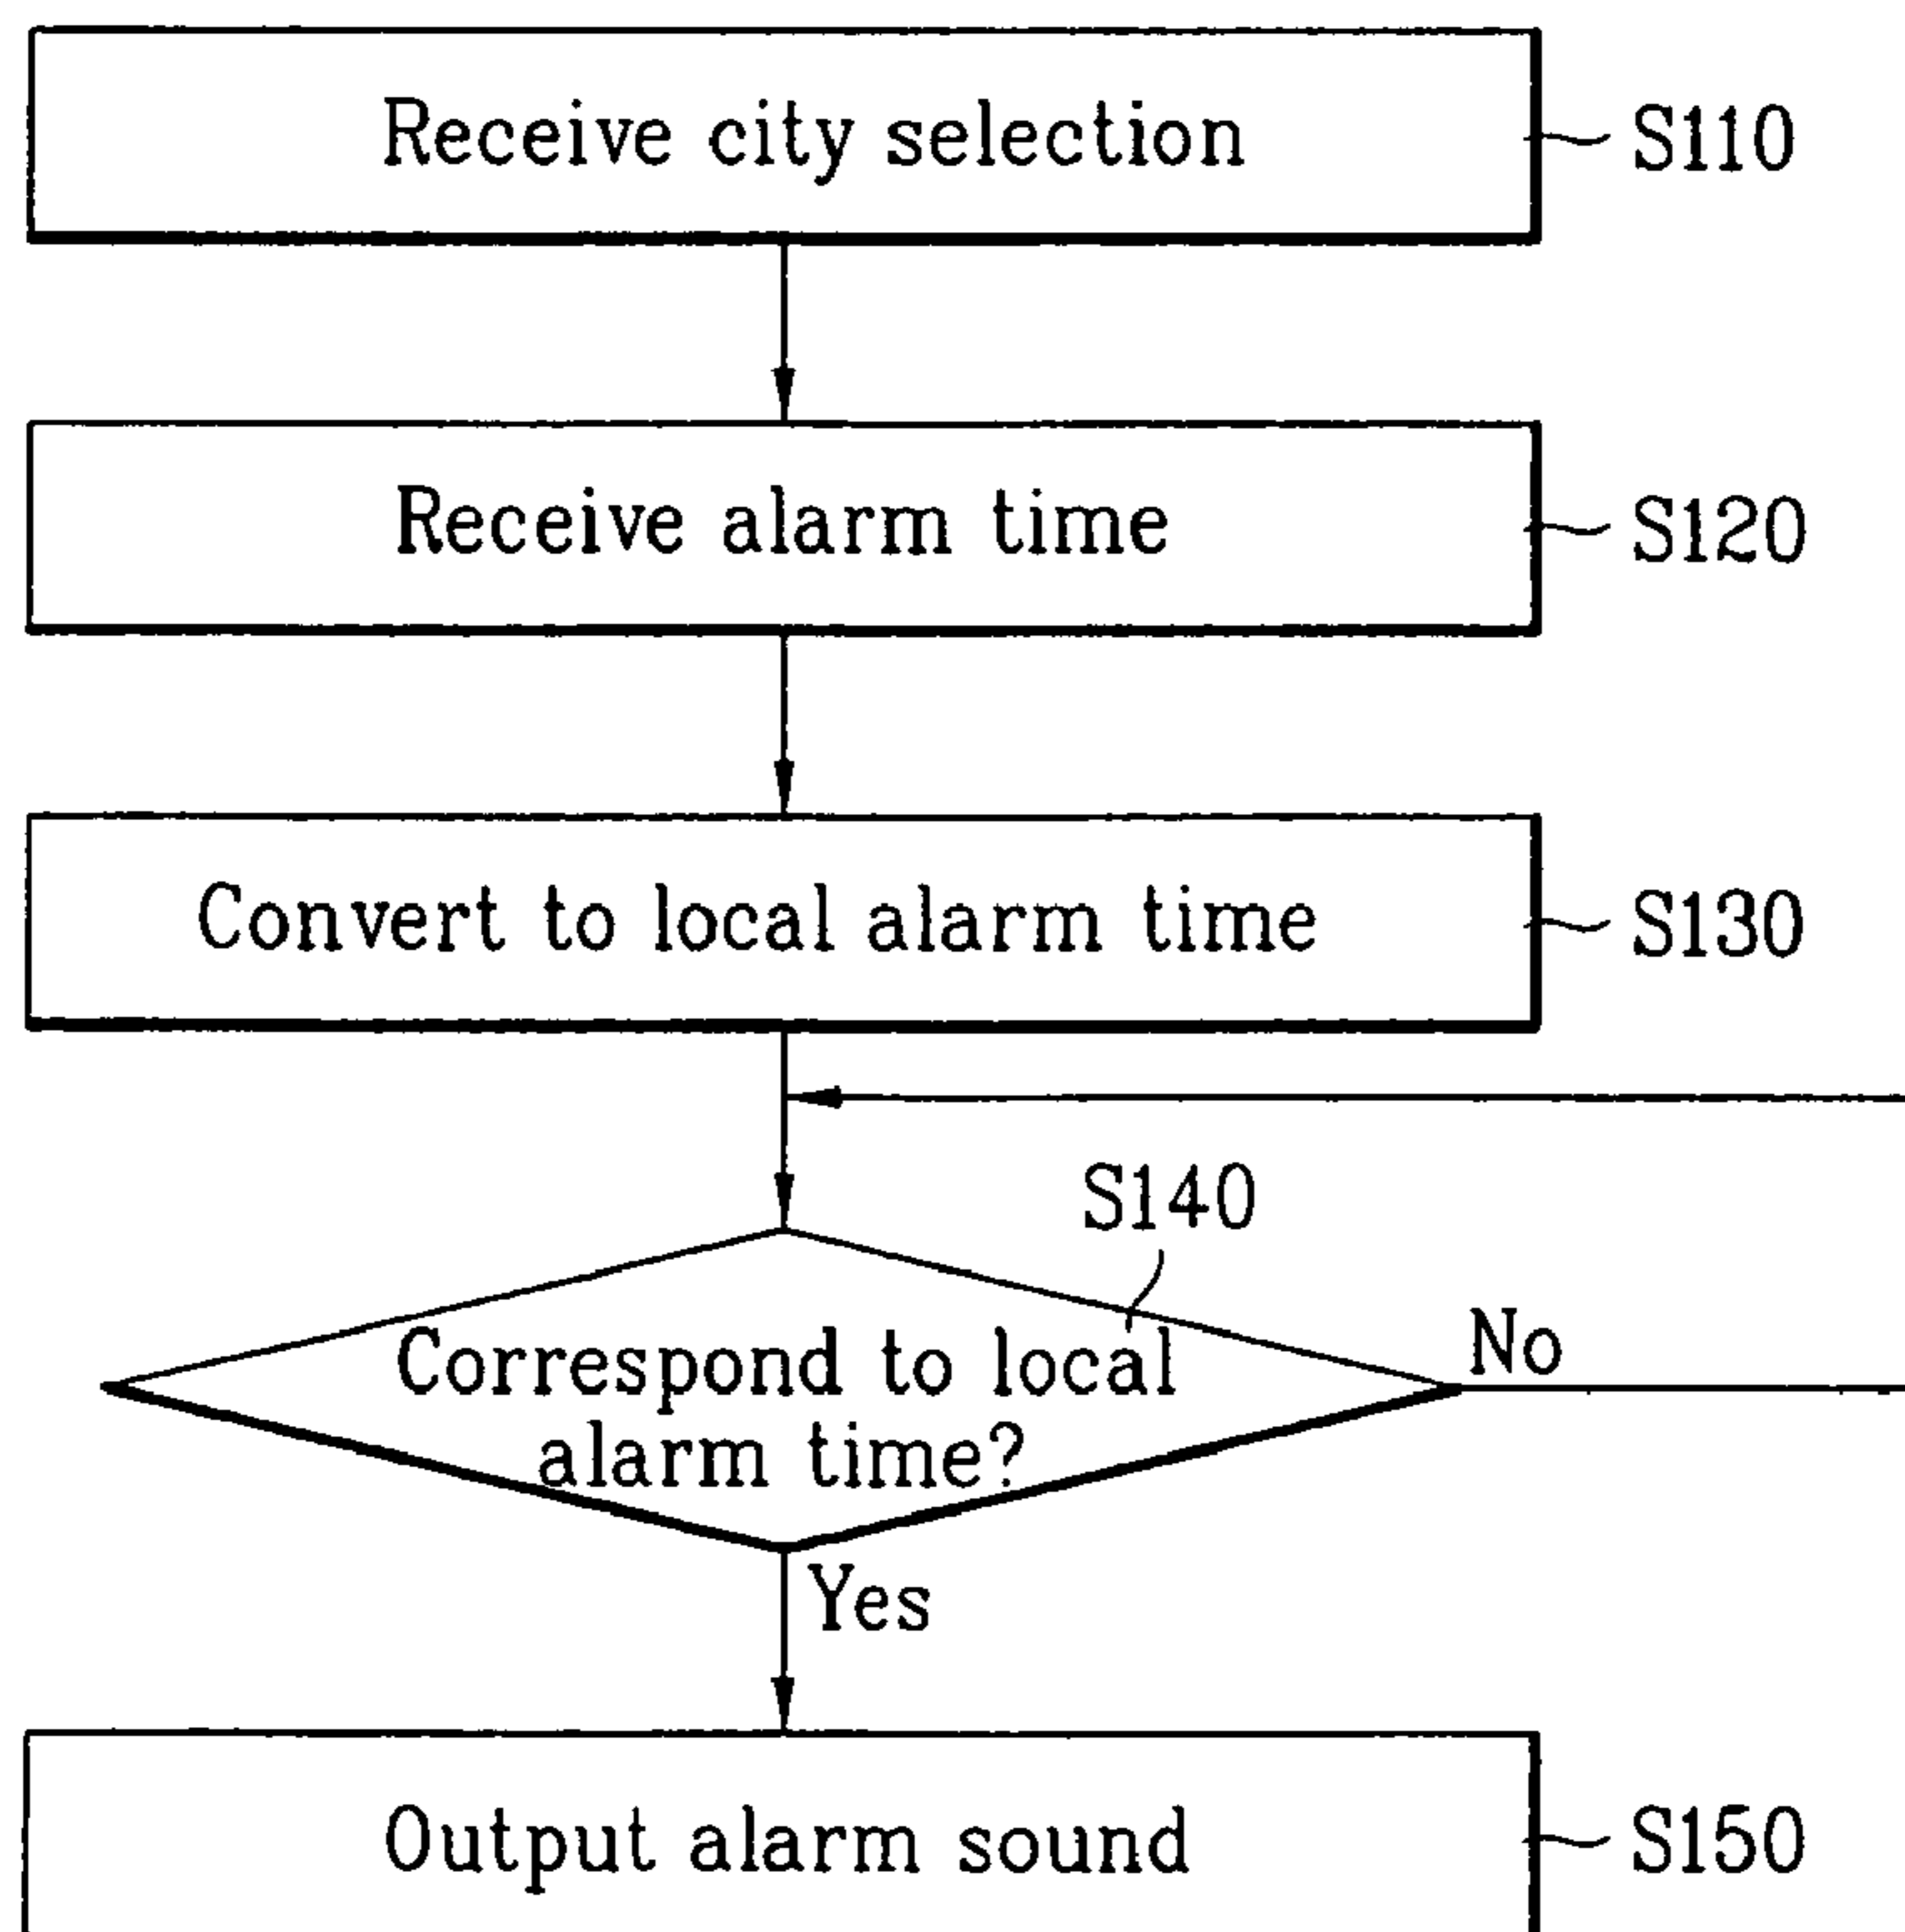 Receive city selection
S110
Receive alarm time
S120
Convert to local alarm time
S130
S140
Correspond to local
alarm time?
No
Yes
Output alarm sound
S150